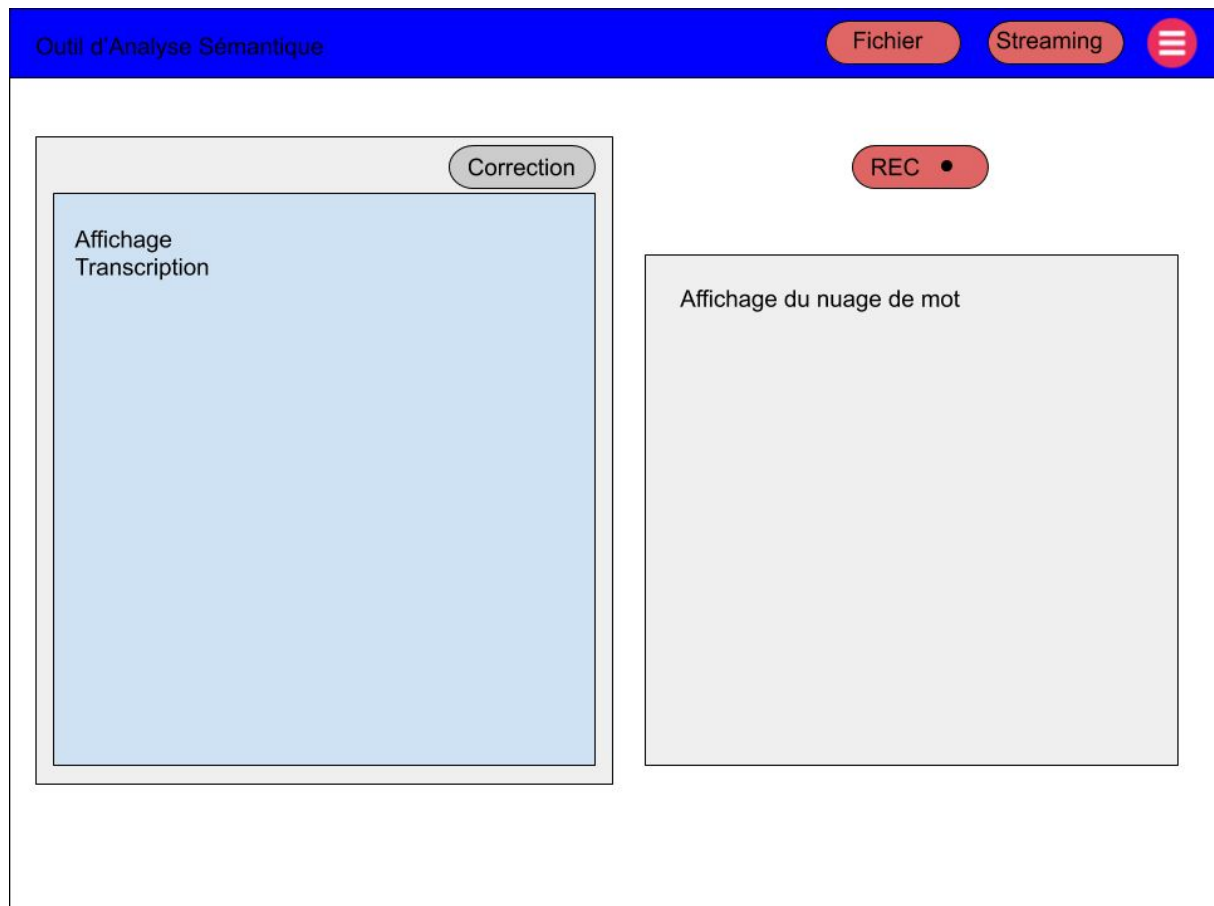 Outil d'Analyse Sémantique
Fichier
Streaming
Correction
REC
Affichage
Transcription
Affichage du nuage de mot